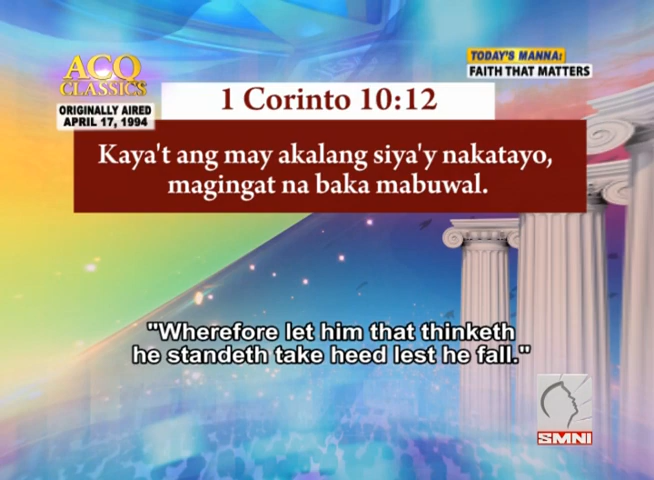 ACQ
CLASSICS
ORIGINALLY AIRED
APRIL 17, 1994
TODAY'S MANNA:
FAITH THAT MATTERS
1 Corinto 10:12
Kaya't ang may akalang siya'y nakatayo,
magingat na baka mabuwal.
"Wherefore let him that thinketh
he standeth take heed lest he fall."
SMNI